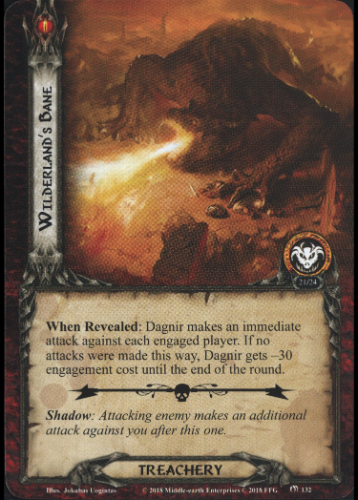 WILDERLAND'S BANE
21/24
When Revealed: Dagnir makes an immediate
attack against each engaged player. If no
attacks were made this way, Dagnir gets –30
engagement cost until the end of the round.
Shadow: Attacking enemy makes an additional
attack against you after this one.
TREACHERY
Illus. Jokubas Uogintas
© 2018 Middle-earth Enterprises © 2018 FFG
132